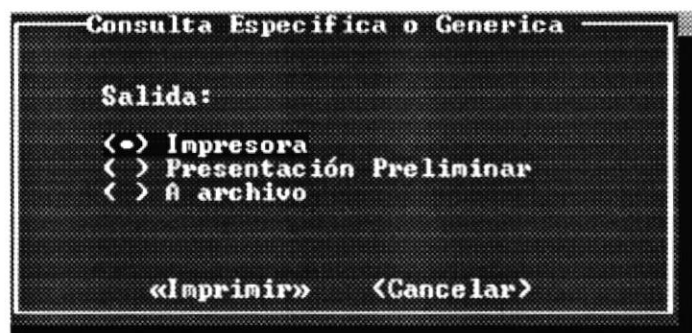 Consulta Especifica o Generica
Salida:
(•) Impresora
( ) Presentación Preliminar
( ) A archivo
«Imprimir» <Cancelar>